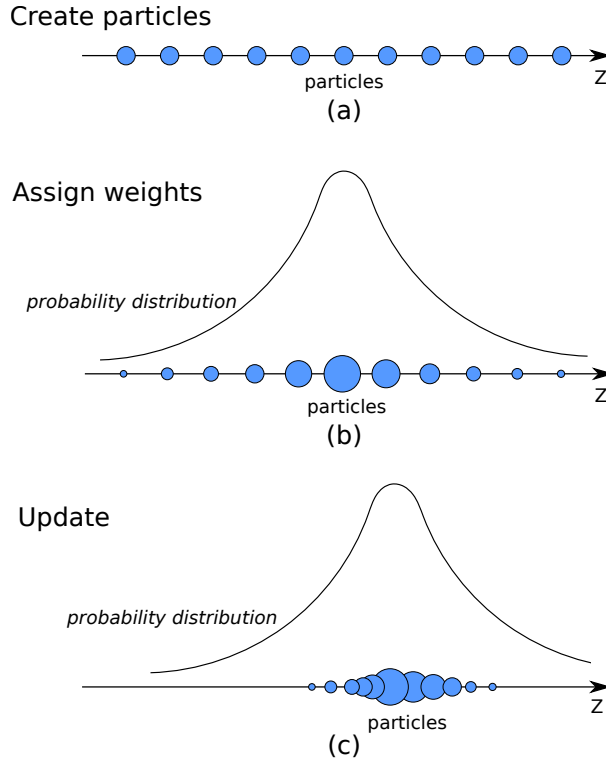 Create particles
particles
Z
(a)
Assign weights
probability distribution
particles
Z
(b)
Update
probability distribution
Z
particles
(c)